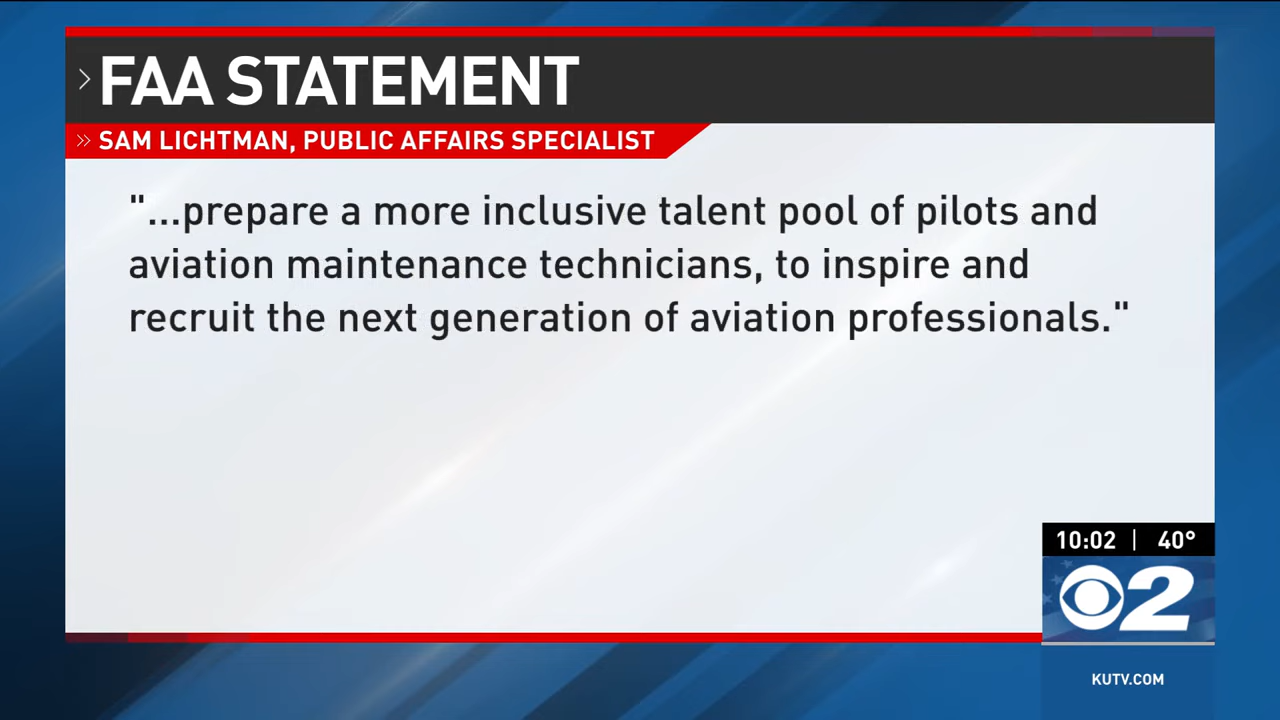 FAA STATEMENT
SAM LICHTMAN, PUBLIC AFFAIRS SPECIALIST
"...prepare a more inclusive talent pool of pilots and
aviation maintenance technicians, to inspire and
recruit the next generation of aviation professionals."
10:02 | 40°
2
KUTV.COM